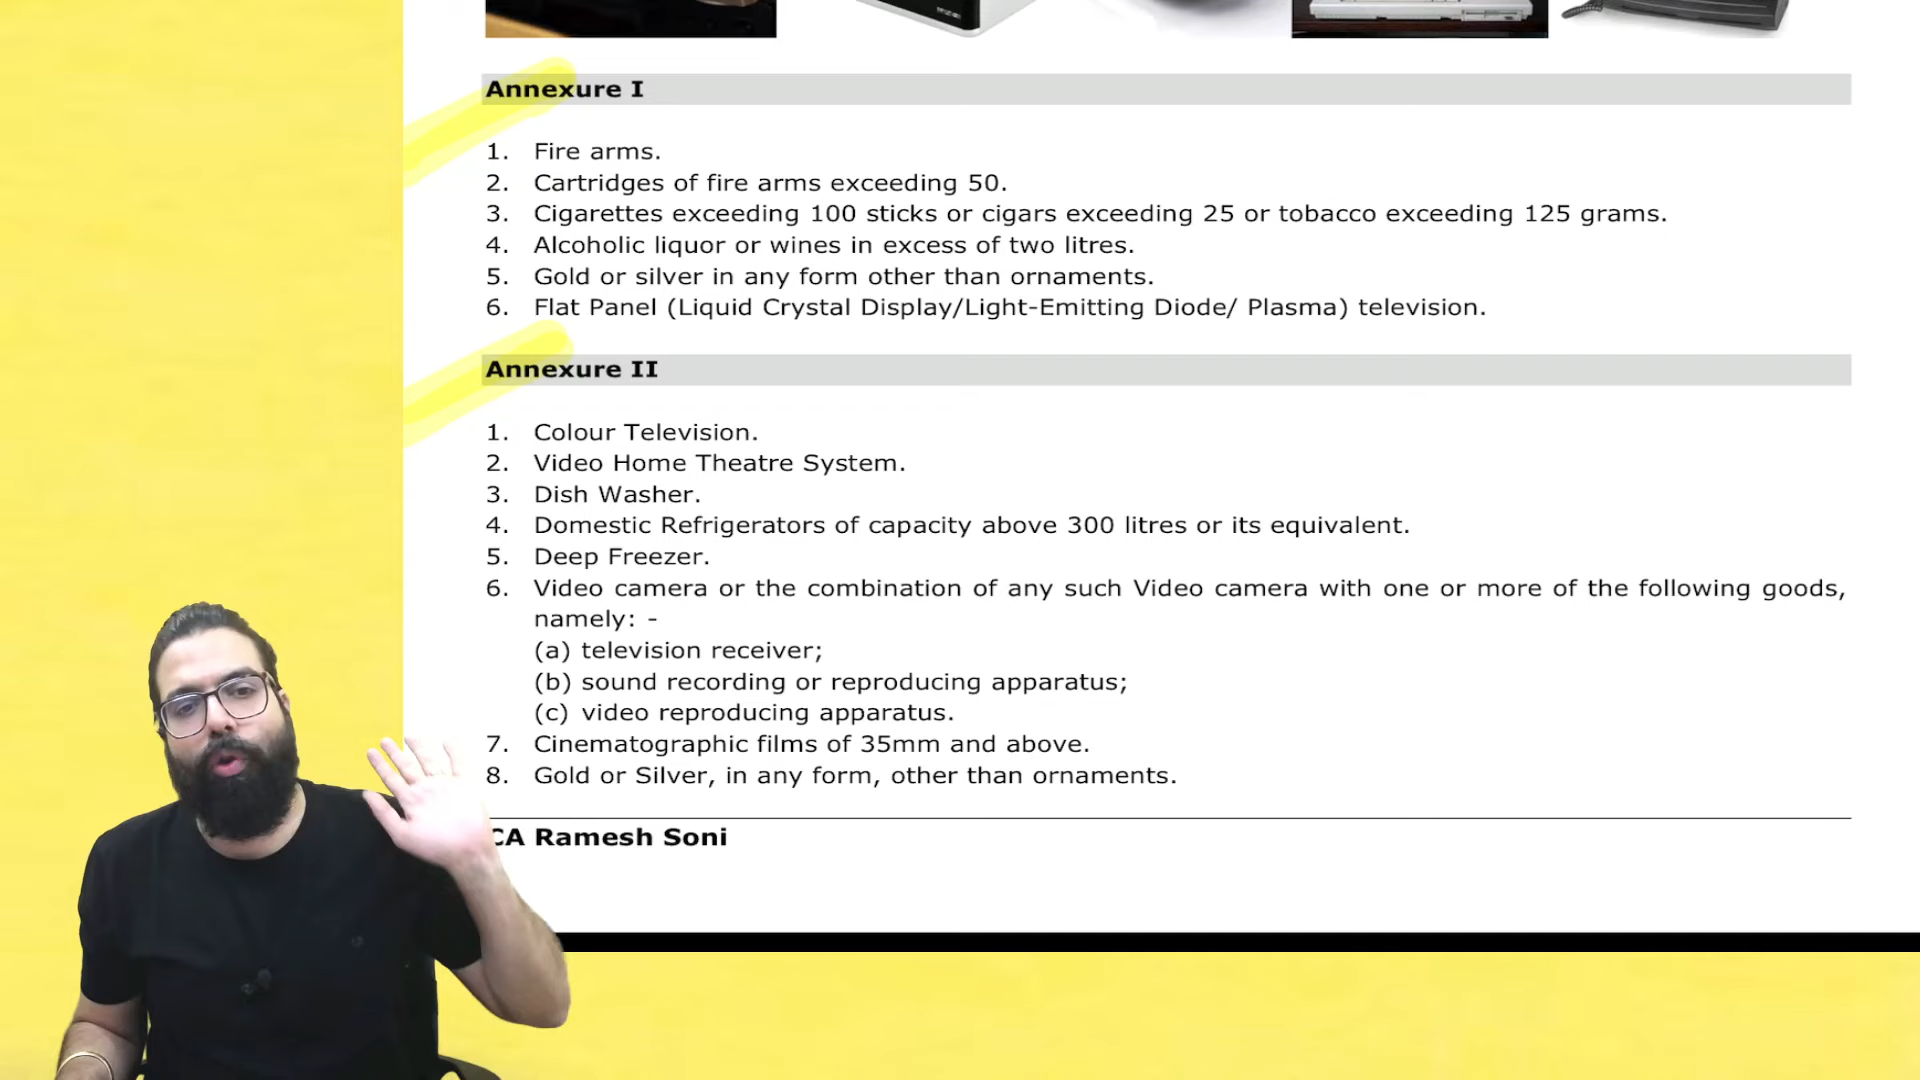 Annexure I
1. Fire arms.
2. Cartridges of fire arms exceeding 50.
3. Cigarettes exceeding 100 sticks or cigars exceeding 25 or tobacco exceeding 125 grams.
4. Alcoholic liquor or wines in excess of two litres.
5. Gold or silver in any form other than ornaments.
6. Flat Panel (Liquid Crystal Display/Light-Emitting Diode/ Plasma) television.
Annexure II
1. Colour Television.
2. Video Home Theatre System.
3. Dish Washer.
4. Domestic Refrigerators of capacity above 300 litres or its equivalent.
5. Deep Freezer.
6. Video camera or the combination of any such Video camera with one or more of the following goods,
namely: -
(a) television receiver;
(b) sound recording or reproducing apparatus;
(c) video reproducing apparatus.
7. Cinematographic films of 35mm and above.
8. Gold or Silver, in any form, other than ornaments.
CA Ramesh Soni